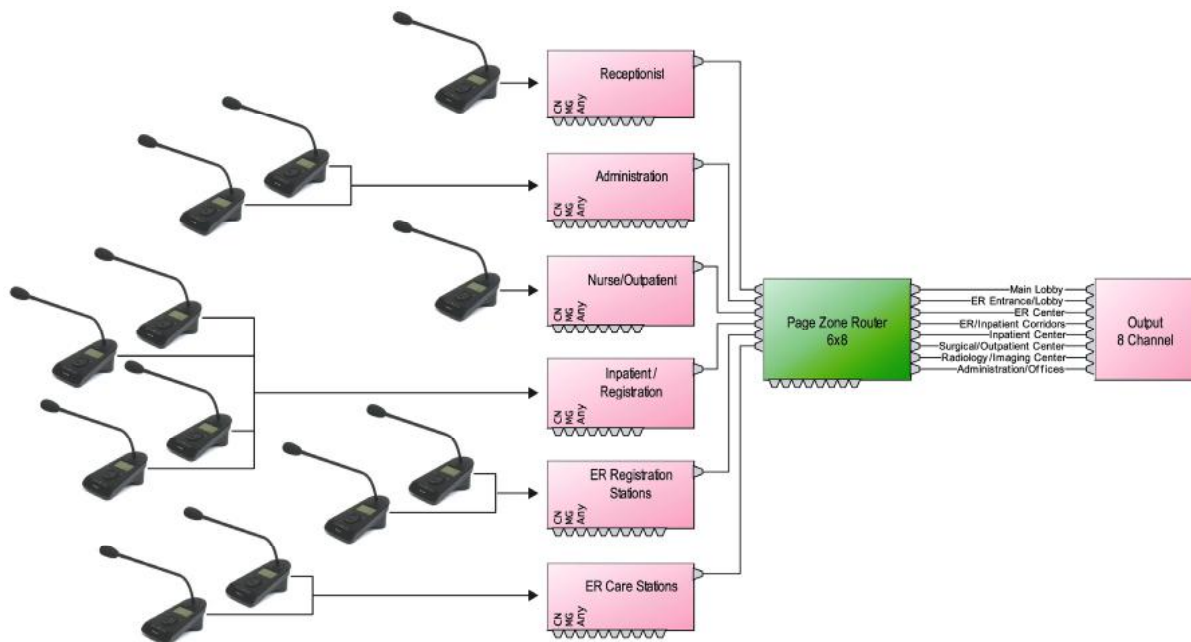 Receptionist
CN
MG
Any
Administration
CN
MG
Any
Nurse/Outpatient
CN
MG
Any
Inpatient /
Registration
CN
MG
Any
ER Registration
Stations
CN
MG
Any
ER Care Stations
CN
MG
Any
Page Zone Router
6x8
Main Lobby
ER Entrance/Lobby
ER Center
ER/Inpatient Corridors
Inpatient Center
Surgical/Outpatient Center
Radiology/Imaging Center
Administration/Offices
Output
8 Channel